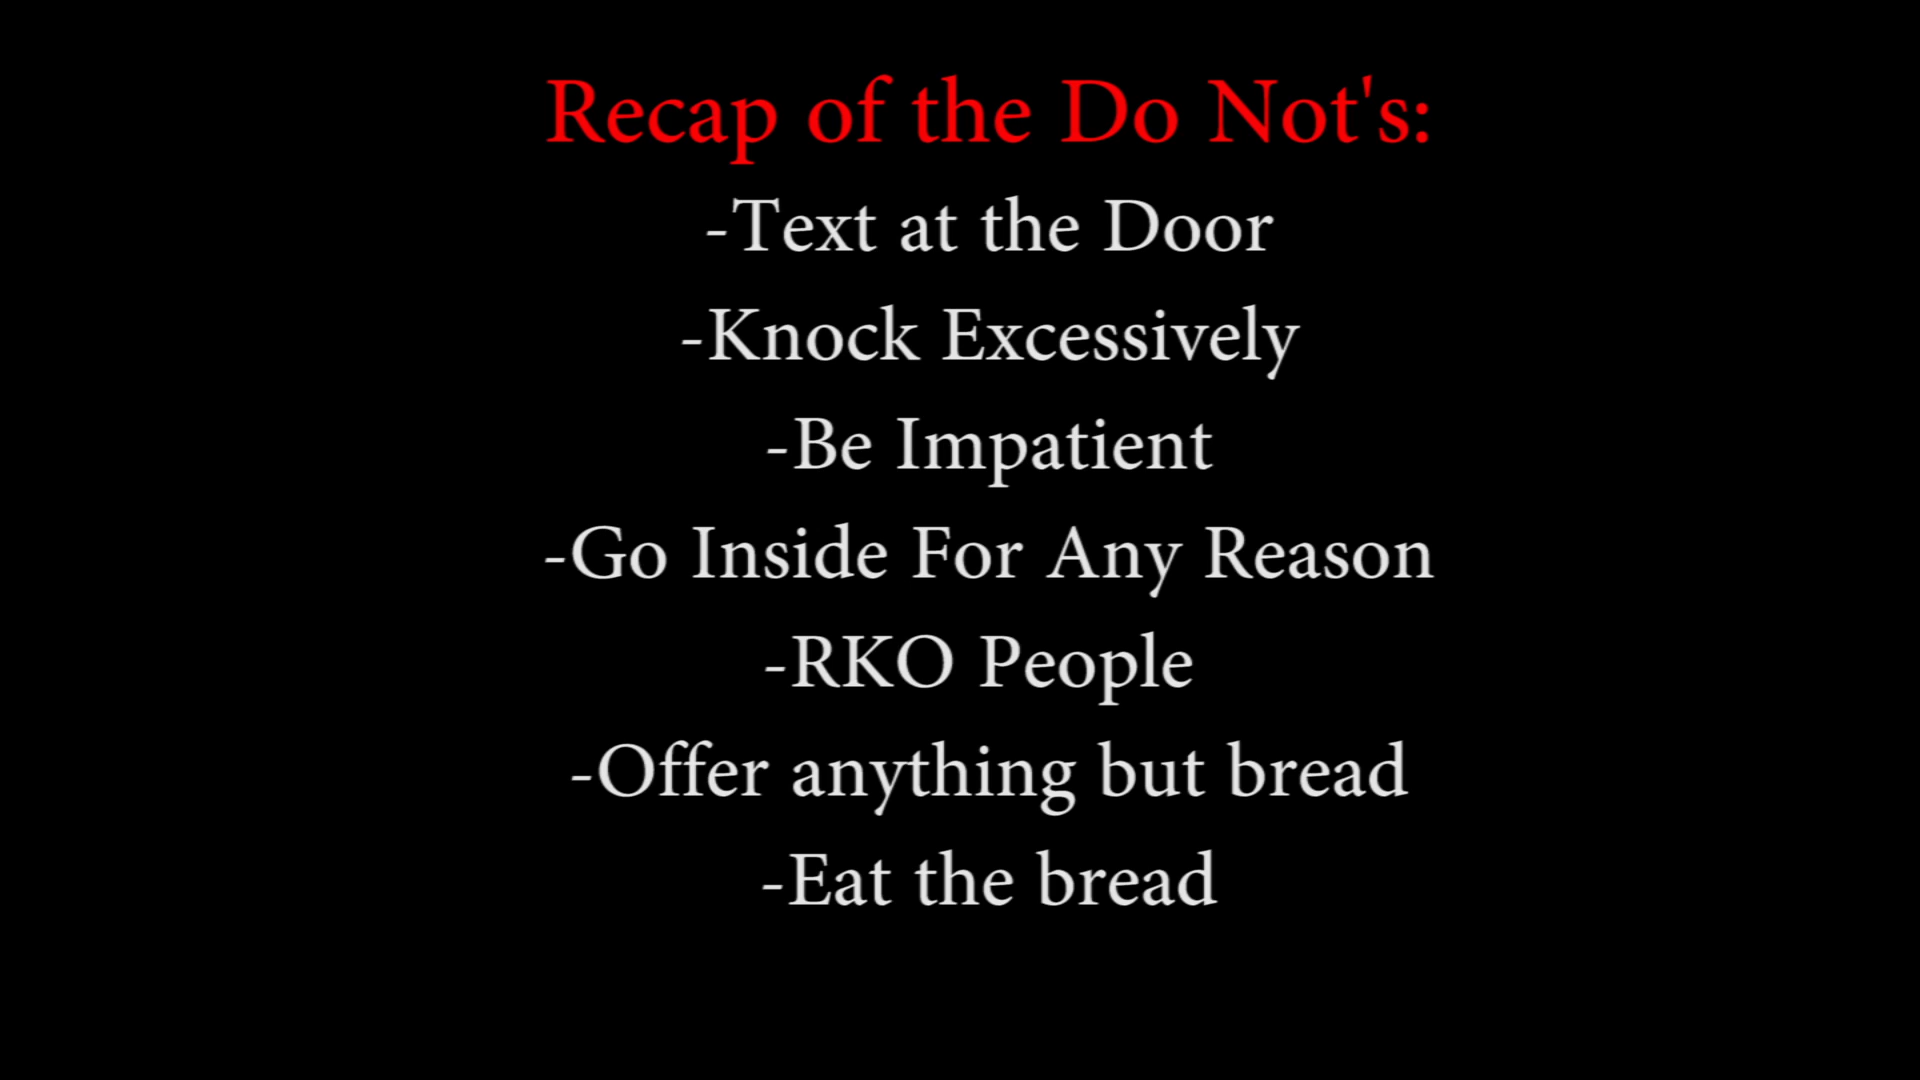 Recap of the Do Not's:
-Text at the Door
-Knock Excessively
-Be Impatient
-Go Inside For Any Reason
-RKO People
-Offer anything but bread
-Eat the bread